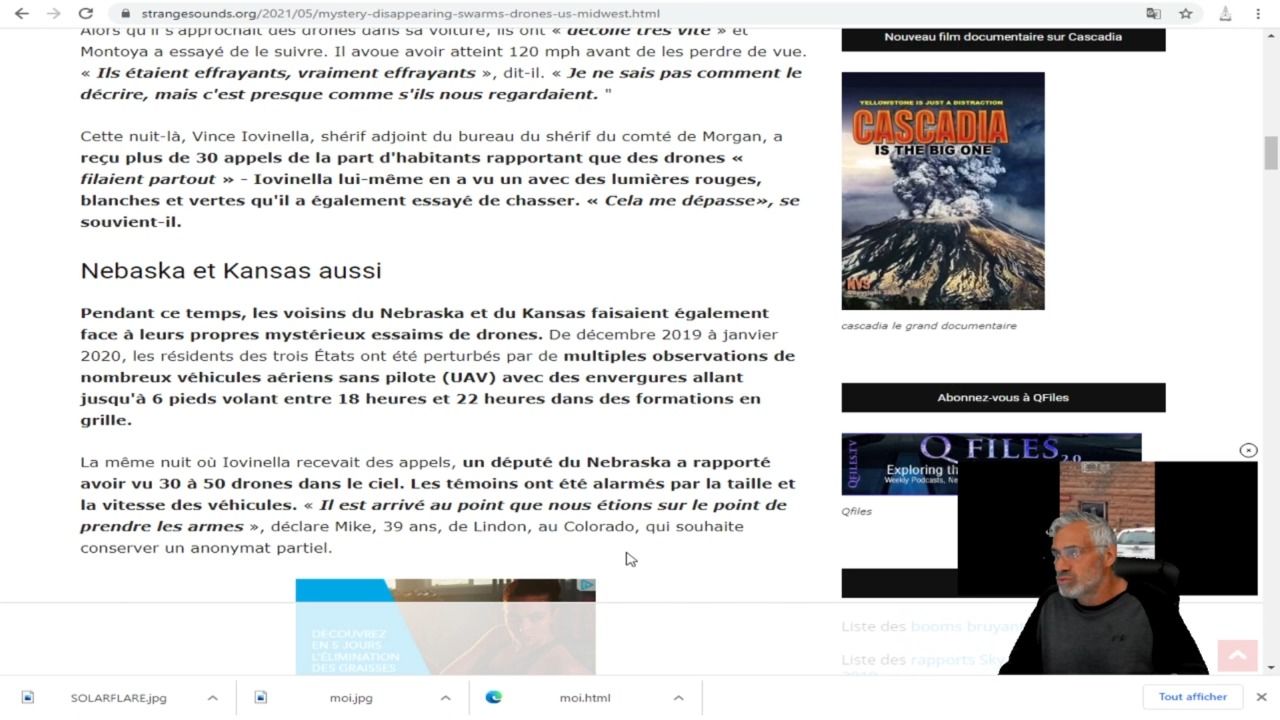 strangesounds.org/2021/05/mystery-disappearing-swarms-drones-us-midwest.html
Alors qu'il s'approchait des drones dans sa voiture, ils ont « décollé très vite » et
Montoya a essayé de le suivre. Il avoue avoir atteint 120 mph avant de les perdre de vue.
« Ils étaient effrayants, vraiment effrayants », dit-il. « Je ne sais pas comment le
décrire, mais c'est presque comme s'ils nous regardaient. "
Cette nuit-là, Vince Iovinella, shérif adjoint du bureau du shérif du comté de Morgan, a
reçu plus de 30 appels de la part d'habitants rapportant que des drones «
filaient partout » - Iovinella lui-même en a vu un avec des lumières rouges,
blanches et vertes qu'il a également essayé de chasser. « Cela me dépasse», se
souvient-il.
Nebaska et Kansas aussi
Pendant ce temps, les voisins du Nebraska et du Kansas faisaient également
face à leurs propres mystérieux essaims de drones. De décembre 2019 à janvier
2020, les résidents des trois États ont été perturbés par de multiples observations de
nombreux véhicules aériens sans pilote (UAV) avec des envergures allant
jusqu'à 6 pieds volant entre 18 heures et 22 heures dans des formations en
grille.
La même nuit où Iovinella recevait des appels, un député du Nebraska a rapporté
avoir vu 30 à 50 drones dans le ciel. Les témoins ont été alarmés par la taille et
la vitesse des véhicules. « Il est arrivé au point que nous étions sur le point de
prendre les armes », déclare Mike, 39 ans, de Lindon, au Colorado, qui souhaite
conserver un anonymat partiel.
DÉCOUVREZ
EN 5 JOURS
L'ÉLIMINATION
DES GRAISSES
Nouveau film documentaire sur Cascadia
YELLOWSTONE IS JUST A DISTRACTION
CASCADIA
IS THE BIG ONE
NVS
cascadia le grand documentaire
Abonnez-vous à QFiles
QFILES.TV
Q FILES 2.0
Exploring th
Weekly Podcasts, Ne
Qfiles
Liste des booms bruyan
Liste des rapports Sky
2019
SOLARFLARE.jpg
moi.jpg
moi.html
Tout afficher